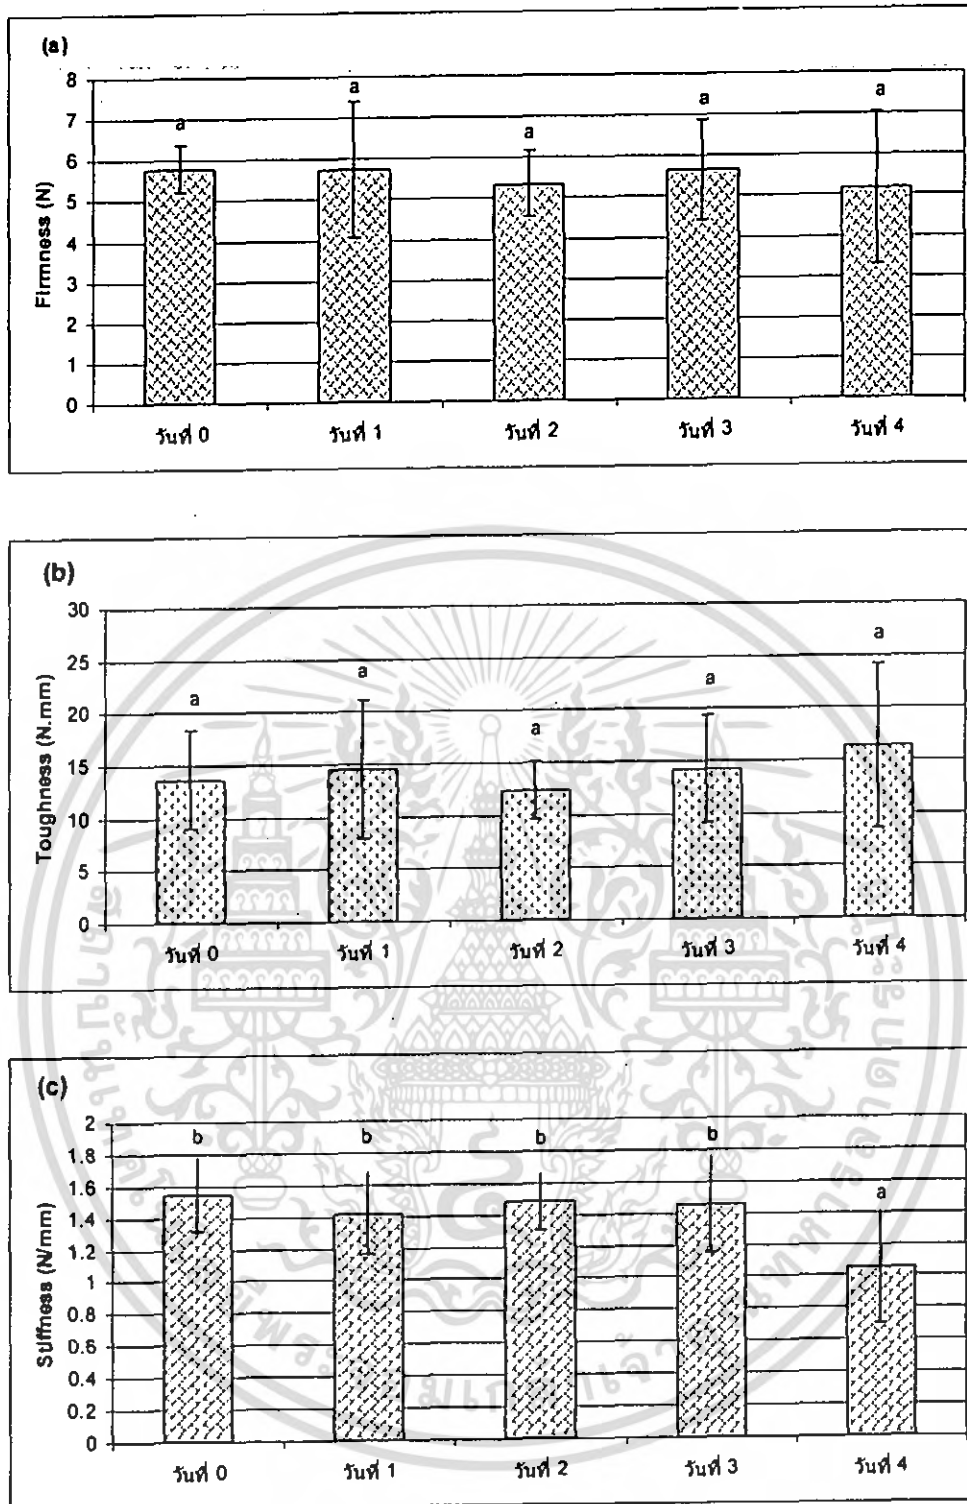 (a)
8
7
6
5
4
3
2
1
0
Firmness (N)
a a a a a
วันที่ 0 วันที่ 1 วันที่ 2 วันที่ 3 วันที่ 4
(b)
30
25
20
15
10
5
0
Toughness (N.mm)
a a a a a
วันที่ 0 วันที่ 1 วันที่ 2 วันที่ 3 วันที่ 4
(c)
2
1.8
1.6
1.4
1.2
1
0.8
0.6
0.4
0.2
0
Stiffness (N/mm)
b b b b a
วันที่ 0 วันที่ 1 วันที่ 2 วันที่ 3 วันที่ 4